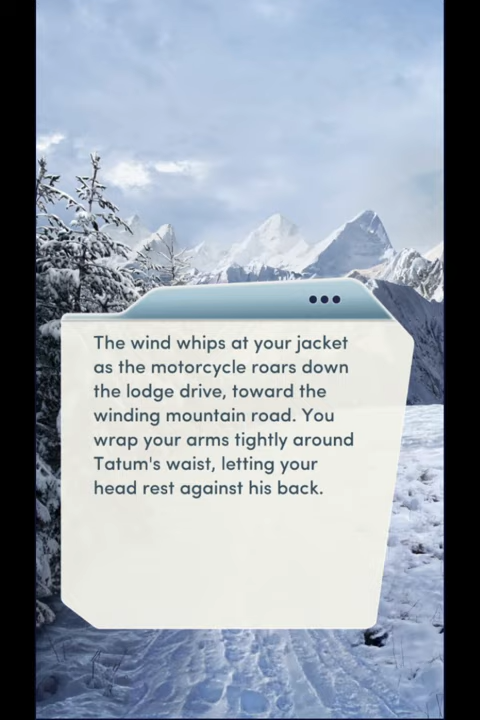 The wind whips at your jacket
as the motorcycle roars down
the lodge drive, toward the
winding mountain road. You
wrap your arms tightly around
Tatum's waist, letting your
head rest against his back.